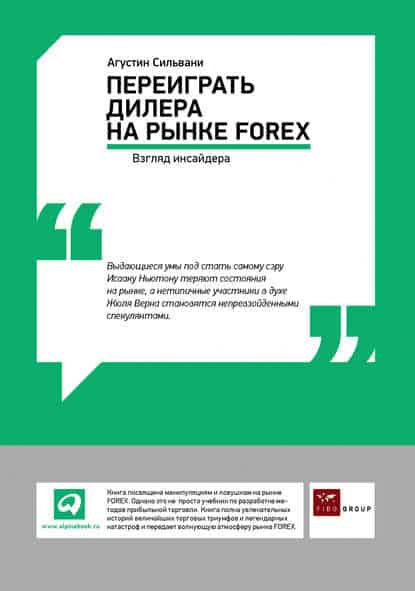 Агустин Сильвани
ПЕРЕИГРАТЬ
ДИЛЕРА
НА РЫНКЕ FOREX
Взгляд инсайдера
Выдающиеся умы под стать самому сэру
Исааку Ньютону теряют состояния
на рынке, а нетипичные участники в духе
Жюля Верна становятся непревзойденными
спекулянтами.
www.alpinabook.ru
Книга посвящена манипуляциям и ловушкам на рынке
FOREX. Однако это не просто учебник по разработке ме-
тодов прибыльной торговли. Книга полна увлекательных
историй величайших торговых триумфов и легендарных
катастроф и передает волнующую атмосферу рынка FOREX.
FIBO GROUP